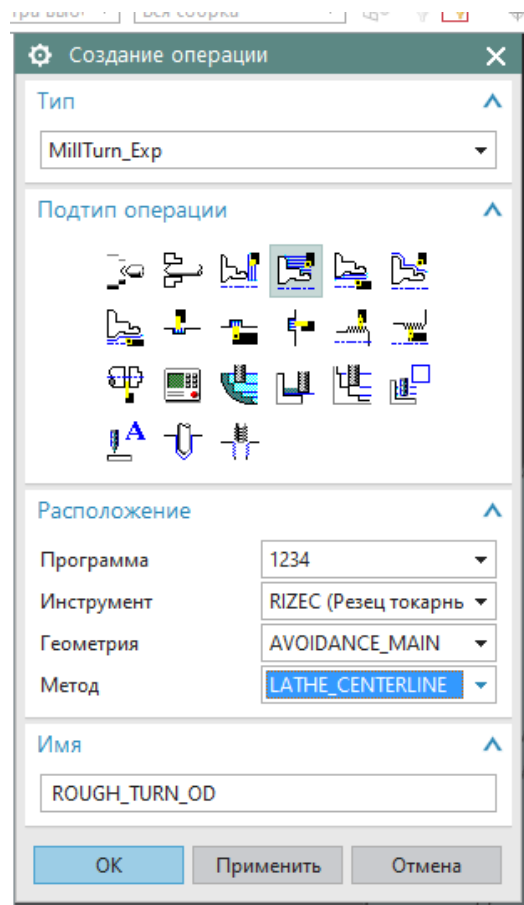 Создание операции
Тип
MillTurn_Exp
Подтип операции
A
Расположение
Программа 1234
Инструмент RIZEC (Резец токарнь
Геометрия AVOIDANCE_MAIN
Метод LATHE_CENTERLINE
Имя
ROUGH_TURN_OD
OK Применить Отмена